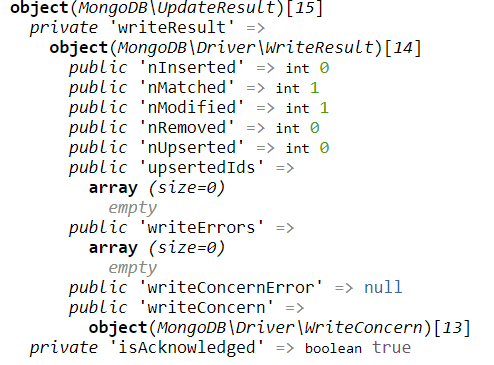 object(MongoDB\UpdateResult)[15]
private 'writeResult' =>
object(MongoDB\Driver\WriteResult)[14]
public 'nInserted' => int 0
public 'nMatched' => int 1
public 'nModified' => int 1
public 'nRemoved' => int 0
public 'nUpserted' => int 0
public 'upsertedIds' =>
array (size=0)
empty
public 'writeErrors' =>
array (size=0)
empty
public 'writeConcernError' => null
public 'writeConcern' =>
object(MongoDB\Driver\WriteConcern)[13]
private 'isAcknowledged' => boolean true